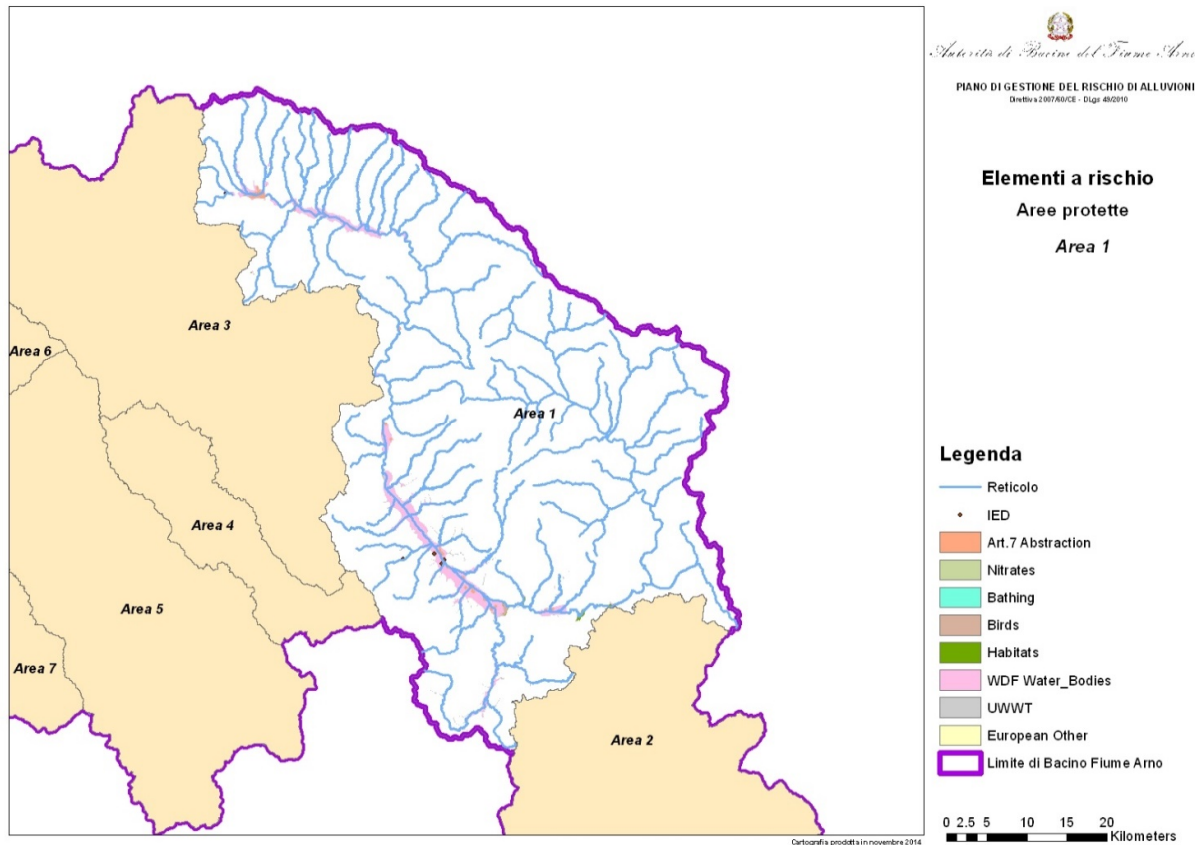 Autorità di Bacino del Fiume Arno
PIANO DI GESTIONE DEL RISCHIO DI ALLUVIONI
Direttiva 2007/60/CE - DLgs 49/2010
Elementi a rischio
Aree protette
Area 1
Area 3
Area 6
Area 1
Area 4
Area 5
Area 7
Area 2
Legenda
Reticolo
IED
Art.7 Abstraction
Nitrates
Bathing
Birds
Habitats
WDF Water_Bodies
UWWT
European Other
Limite di Bacino Fiume Arno
0 2,5 5 10 15 20
Kilometers
Cartografia prodotta in novembre 2014